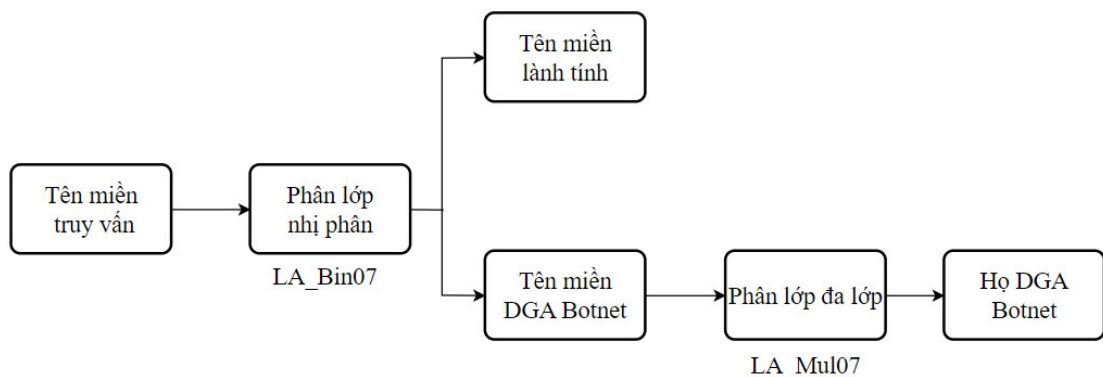 Tên miền
lành tính
Tên miền
truy vấn
Phân lớp
nhị phân
LA_Bin07
Tên miền
DGA Botnet
Phân lớp đa lớp
LA_Mul07
Họ DGA
Botnet